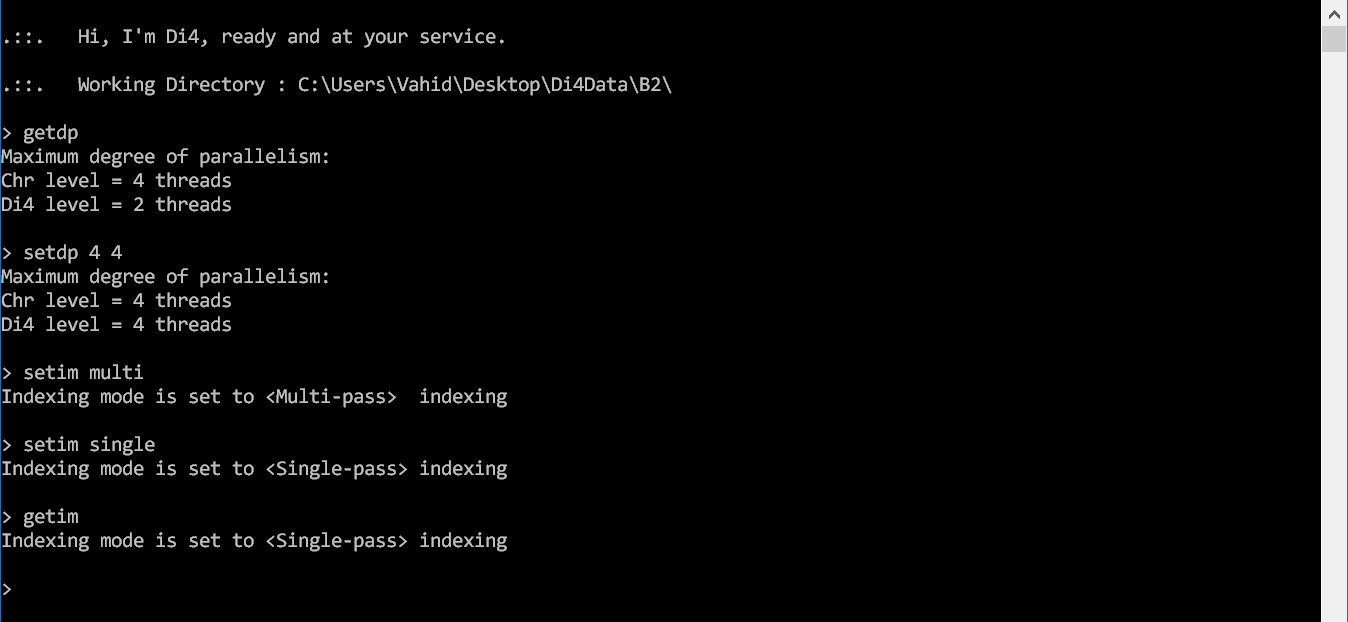 .::.   Hi, I'm Di4, ready and at your service.
.::.   Working Directory : C:\Users\Vahid\Desktop\Di4Data\B2\
> getdp
Maximum degree of parallelism:
Chr level = 4 threads
Di4 level = 2 threads
> setdp 4 4
Maximum degree of parallelism:
Chr level = 4 threads
Di4 level = 4 threads
> setim multi
Indexing mode is set to <Multi-pass>  indexing
> setim single
Indexing mode is set to <Single-pass> indexing
> getim
Indexing mode is set to <Single-pass> indexing
>